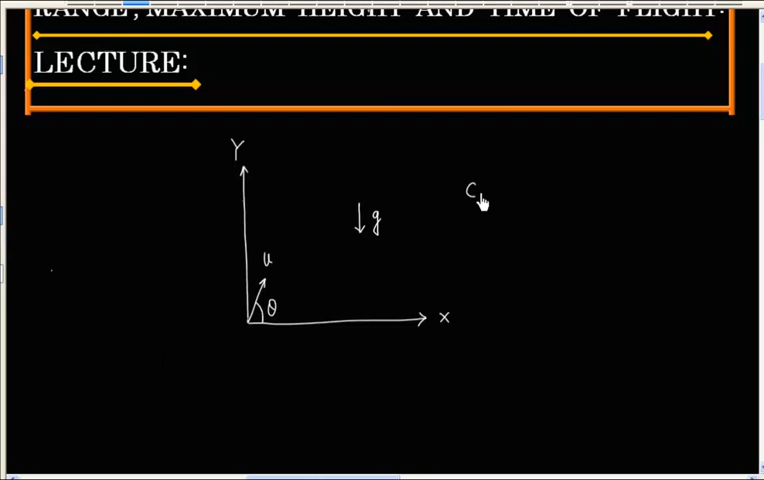 RANGE, MAXIMUM HEIGHT AND TIME OF FLIGHT.
LECTURE:
Y
C
g
u
θ
x